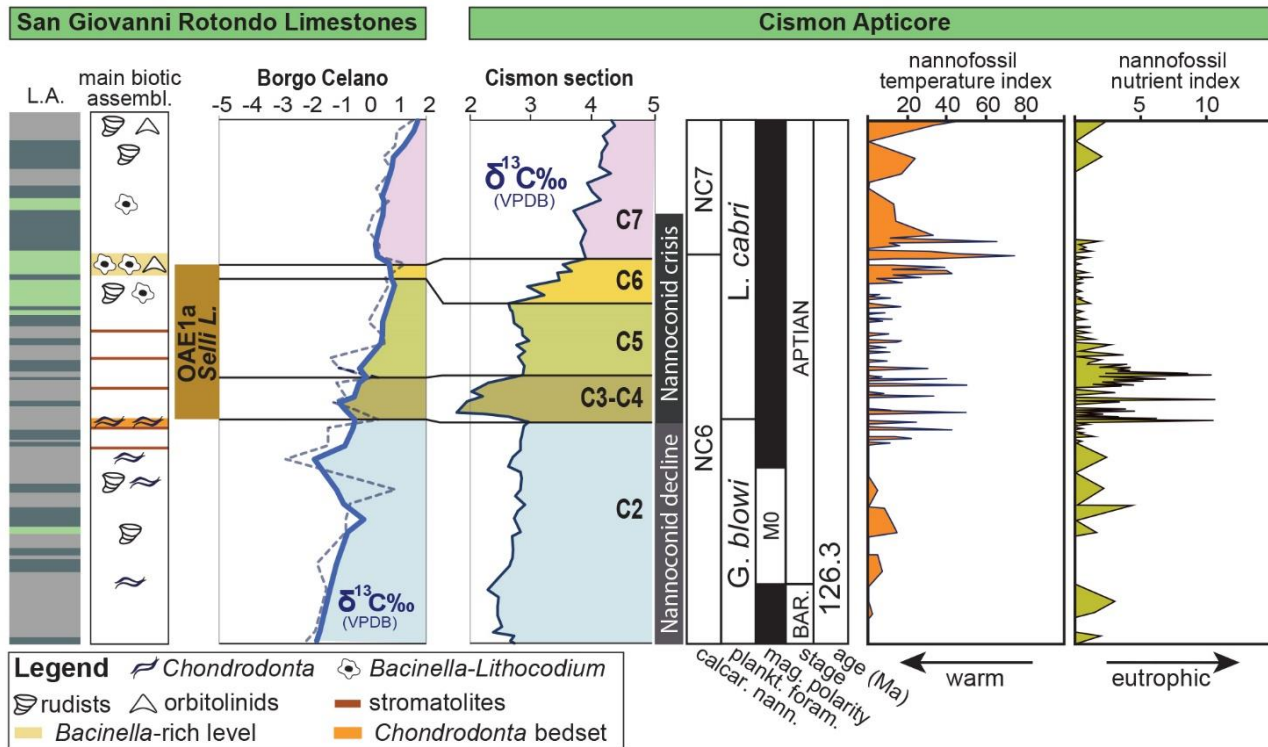 San Giovanni Rotondo Limestones
Cismon Apticore
L.A.
main biotic
assembl.
Borgo Celano
-5 -4 -3 -2 -1 0 1 2
Cismon section
2 3 4 5
nannofossil
temperature index
20 40 60 80
nannofossil
nutrient index
5 10
δ¹³C‰
(VPDB)
δ¹³C‰
(VPDB)
OAE1a
Selli L.
C7
C6
C5
C3-C4
C2
Nannoconid crisis
Nannoconid decline
NC7
NC6
L. cabri
G. blowi
M0
APTIAN
BAR.
126.3
calcar. nann.
plankt. foram.
mag. polarity
stage
age (Ma)
warm
eutrophic
Legend
Chondrodonta
Bacinella-Lithocodium
rudists
orbitolinids
stromatolites
Bacinella-rich level
Chondrodonta bedset